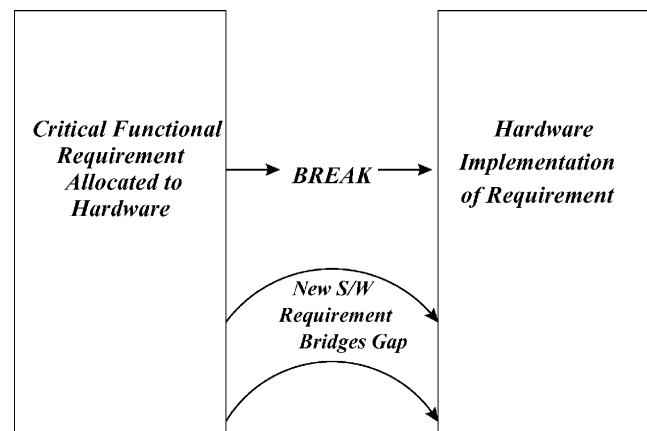 Critical Functional
Requirement
Allocated to
Hardware
BREAK
Hardware
Implementation
of Requirement
New S/W
Requirement
Bridges Gap